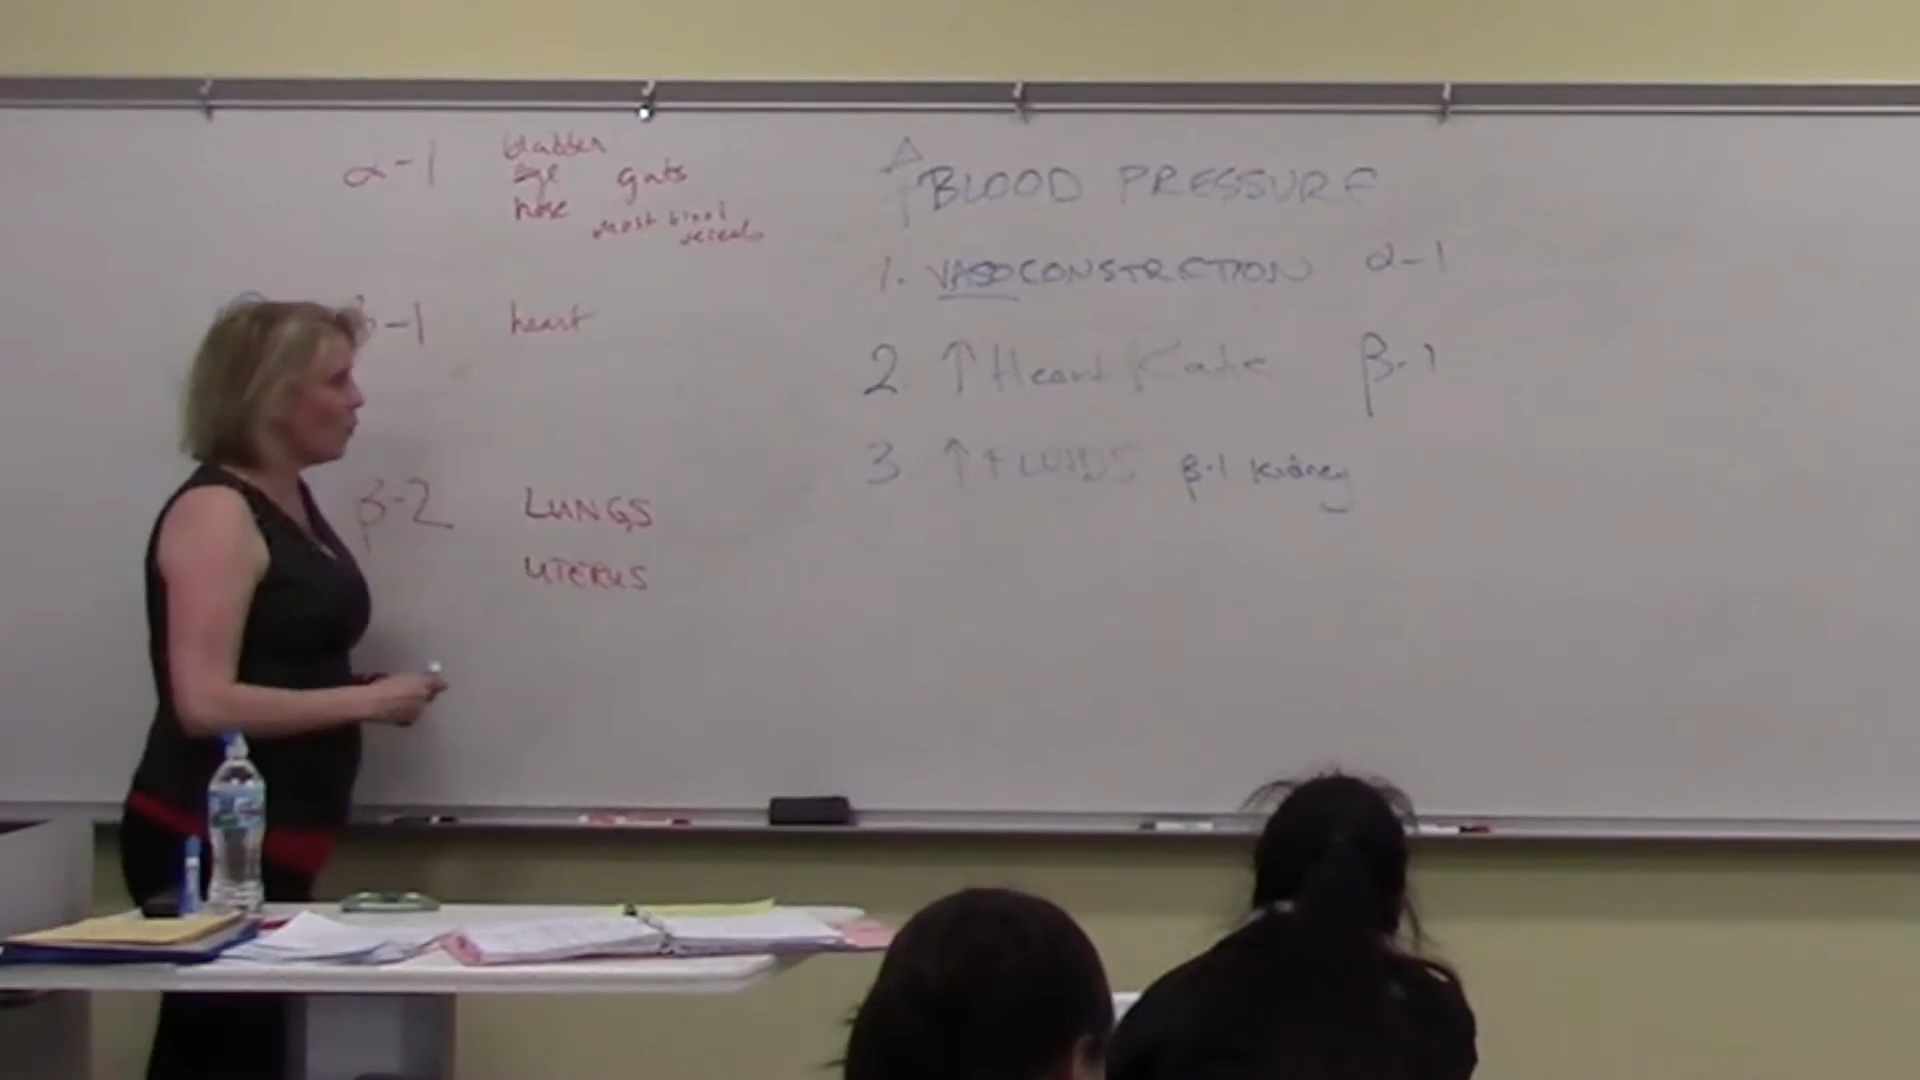 α-1 bladder
eye guts
nose most blood
vessels
β-1 heart
β-2 LUNGS
UTERUS
↑ BLOOD PRESSURE
1. VASOCONSTRCTION α-1
2 ↑ Heart Rate β-1
3 ↑ FLUIDS β-1 Kidney